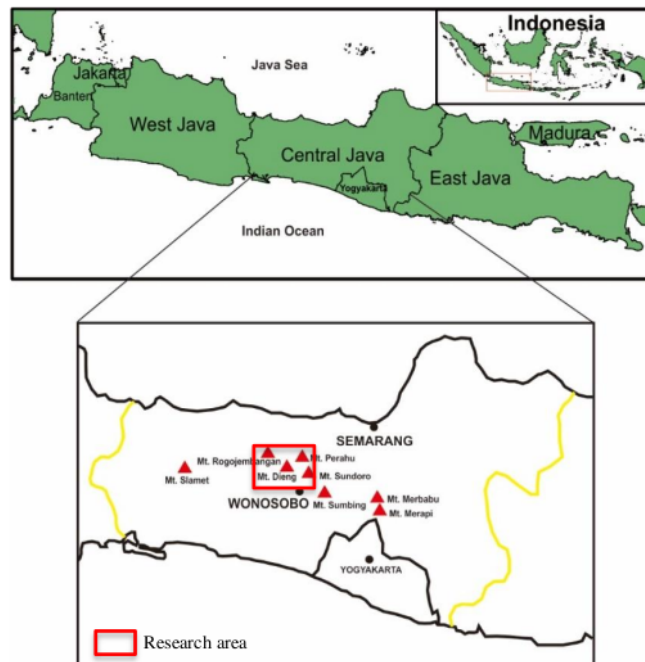 Indonesia
Java Sea
Jakarta
Banten
West Java
Central Java
Yogyakarta
Madura
East Java
Indian Ocean
SEMARANG
Mt. Rogojembangan
Mt. Perahu
Mt. Slamet
Mt. Dieng
Mt. Sundoro
WONOSOBO
Mt. Sumbing
Mt. Merbabu
Mt. Merapi
YOGYAKARTA
Research area